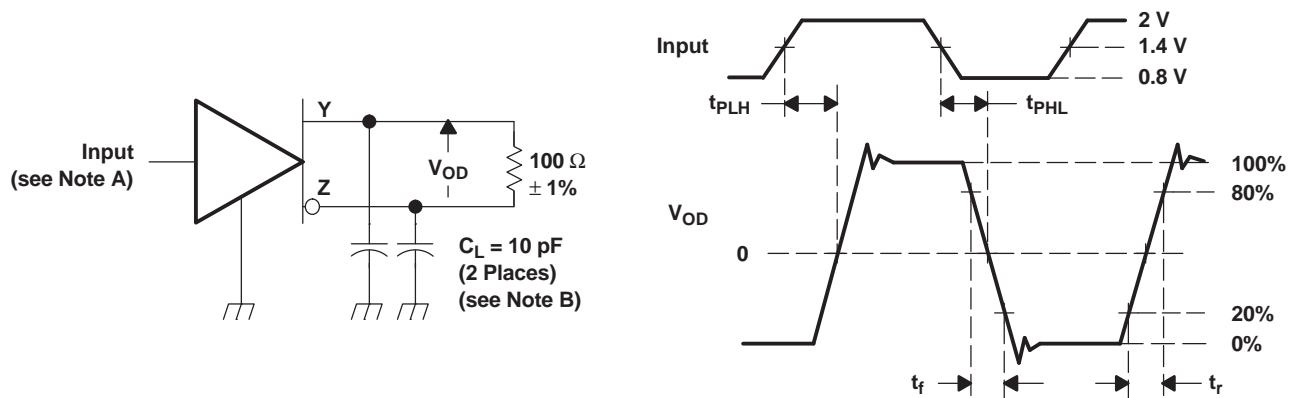 Input
(see Note A)
Y
Z
V_OD
100 Ω
± 1%
C_L = 10 pF
(2 Places)
(see Note B)
Input
2 V
1.4 V
0.8 V
t_PLH
t_PHL
V_OD
100%
80%
0
20%
0%
t_f
t_r